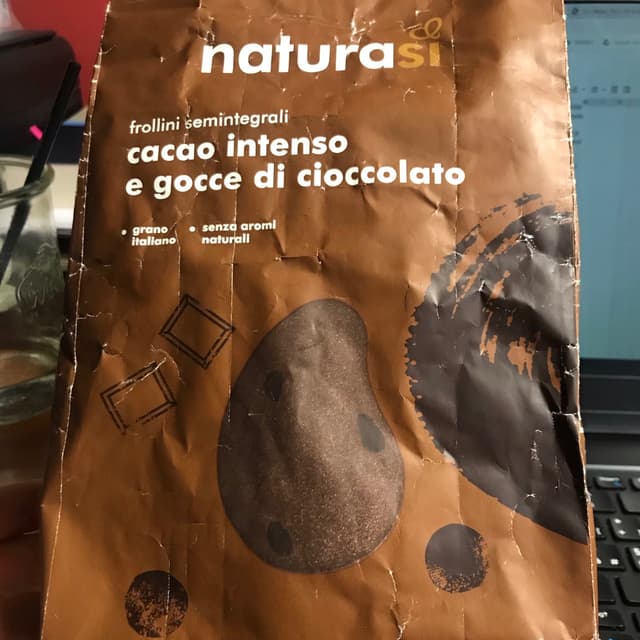 naturasì
frollini semintegrali
cacao intenso
e gocce di cioccolato
• grano
italiano
• senza aromi
naturali